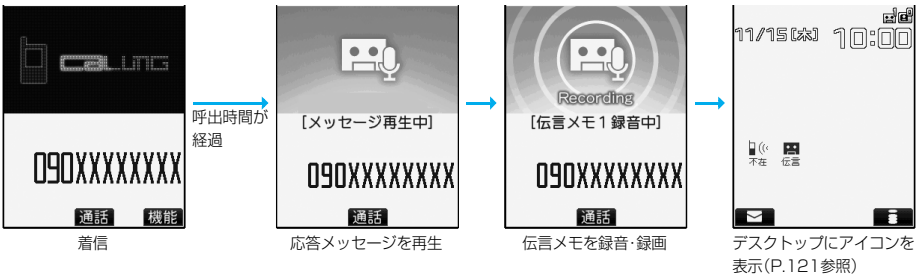 CALLING
090XXXXXXXX
通話 機能
着信
呼出時間が
経過
[メッセージ再生中]
090XXXXXXXX
通話
応答メッセージを再生
Recording
[伝言メモ1録音中]
090XXXXXXXX
通話
伝言メモを録音・録画
11/15[木] 10:00
不在 伝言
デスクトップにアイコンを
表示(P.121参照)